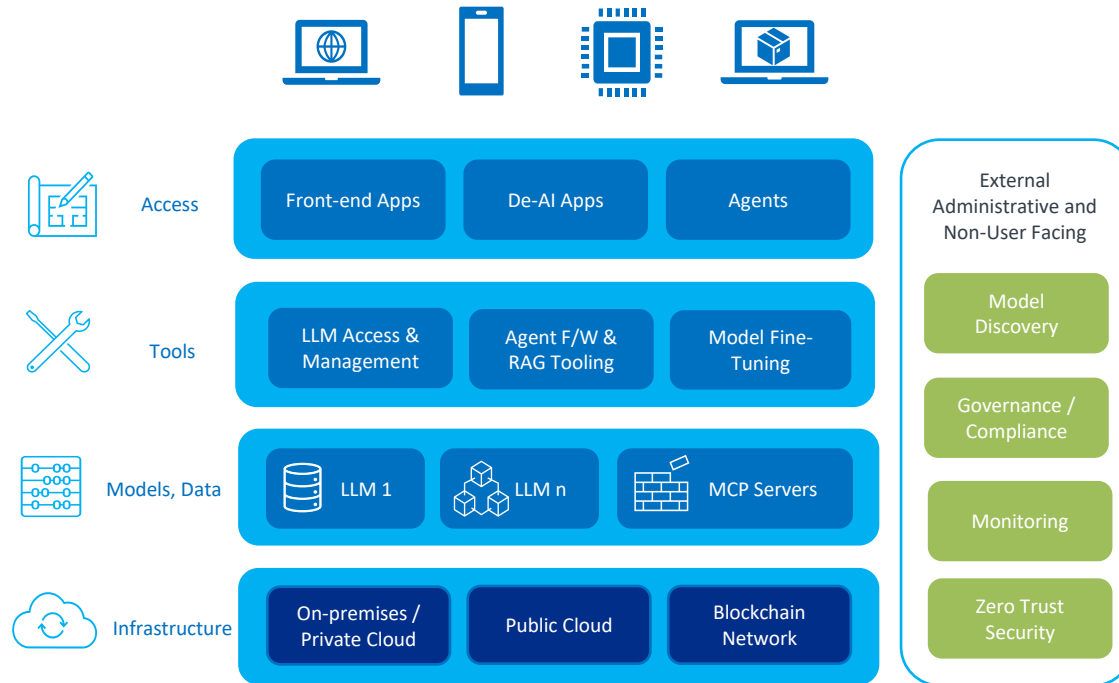 Access
Front-end Apps
De-AI Apps
Agents
Tools
LLM Access &
Management
Agent F/W &
RAG Tooling
Model Fine-
Tuning
Models, Data
LLM 1
LLM n
MCP Servers
Infrastructure
On-premises /
Private Cloud
Public Cloud
Blockchain
Network
External
Administrative and
Non-User Facing
Model
Discovery
Governance /
Compliance
Monitoring
Zero Trust
Security